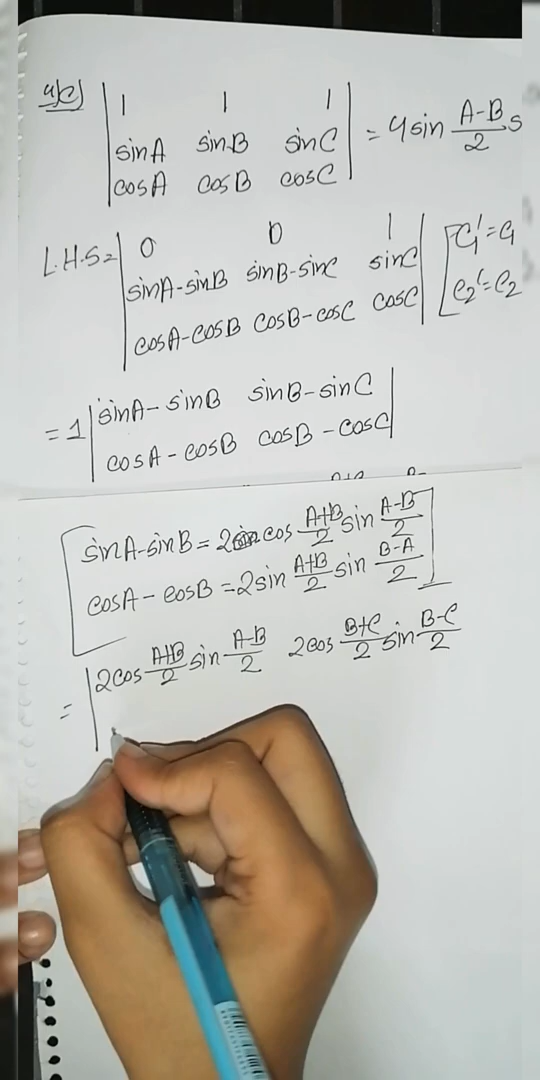 4(c) | 1 1 1 |
| sinA sinB sinC | = 4sin (A-B)/2 s
| cosA cosB cosC |
L.H.S = | 0 0 1 | [C₁' = C₁
| sinA-sinB sinB-sinC sinC |
| cosA-cosB cosB-cosC cosC | [C₂' = C₂
= 1 | sinA- sinB sinB-sinC |
| cosA - cosB cosB - cosC |
[ sinA-sinB = 2cos (A+B)/2 sin (A-B)/2
cosA - cosB = 2sin (A+B)/2 sin (B-A)/2 ]
= | 2cos (A+B)/2 sin (A-B)/2 2cos (B+C)/2 sin (B-C)/2